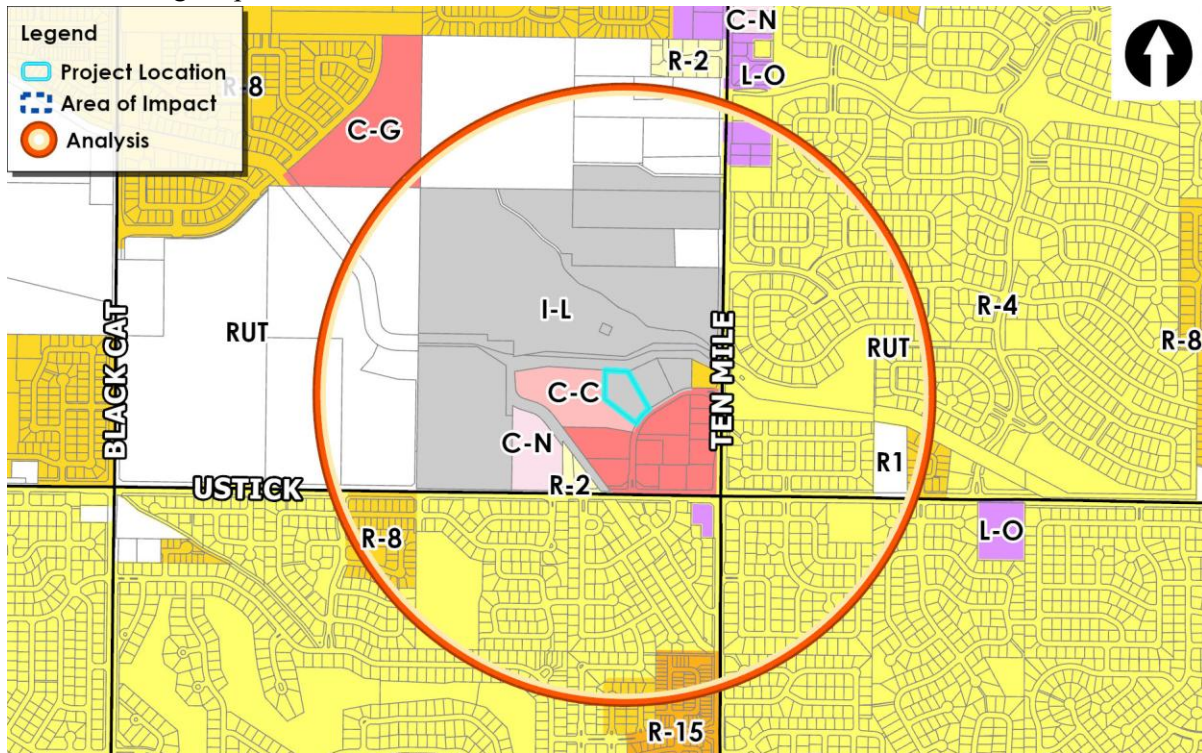 Legend
Project Location
Area of Impact
Analysis
R-8
C-G
C-N
R-2
L-O
I-L
RUT
BLACK CAT
TEN MILE
R-4
RUT
R-8
C-C
C-N
R1
R-2
USTICK
R-8
L-O
R-15